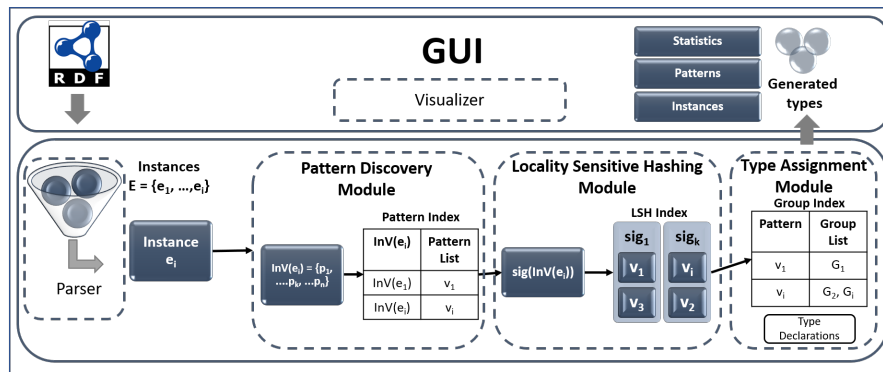 RDF
GUI
Visualizer
Statistics
Patterns
Instances
Generated
types
Parser
Instances
E = {e1, ...,ei}
Instance
ei
Pattern Discovery
Module
InV(ei) = {p1,
....pk, ...pn}
Pattern Index
InV(ei) Pattern List
InV(e1) v1
InV(ei) vi
Locality Sensitive Hashing
Module
sig(InV(ei))
LSH Index
sig1 sigk
v1 vi
v3 v2
Type Assignment
Module
Group Index
Pattern Group List
v1 G1
vi G2, Gi
Type
Declarations